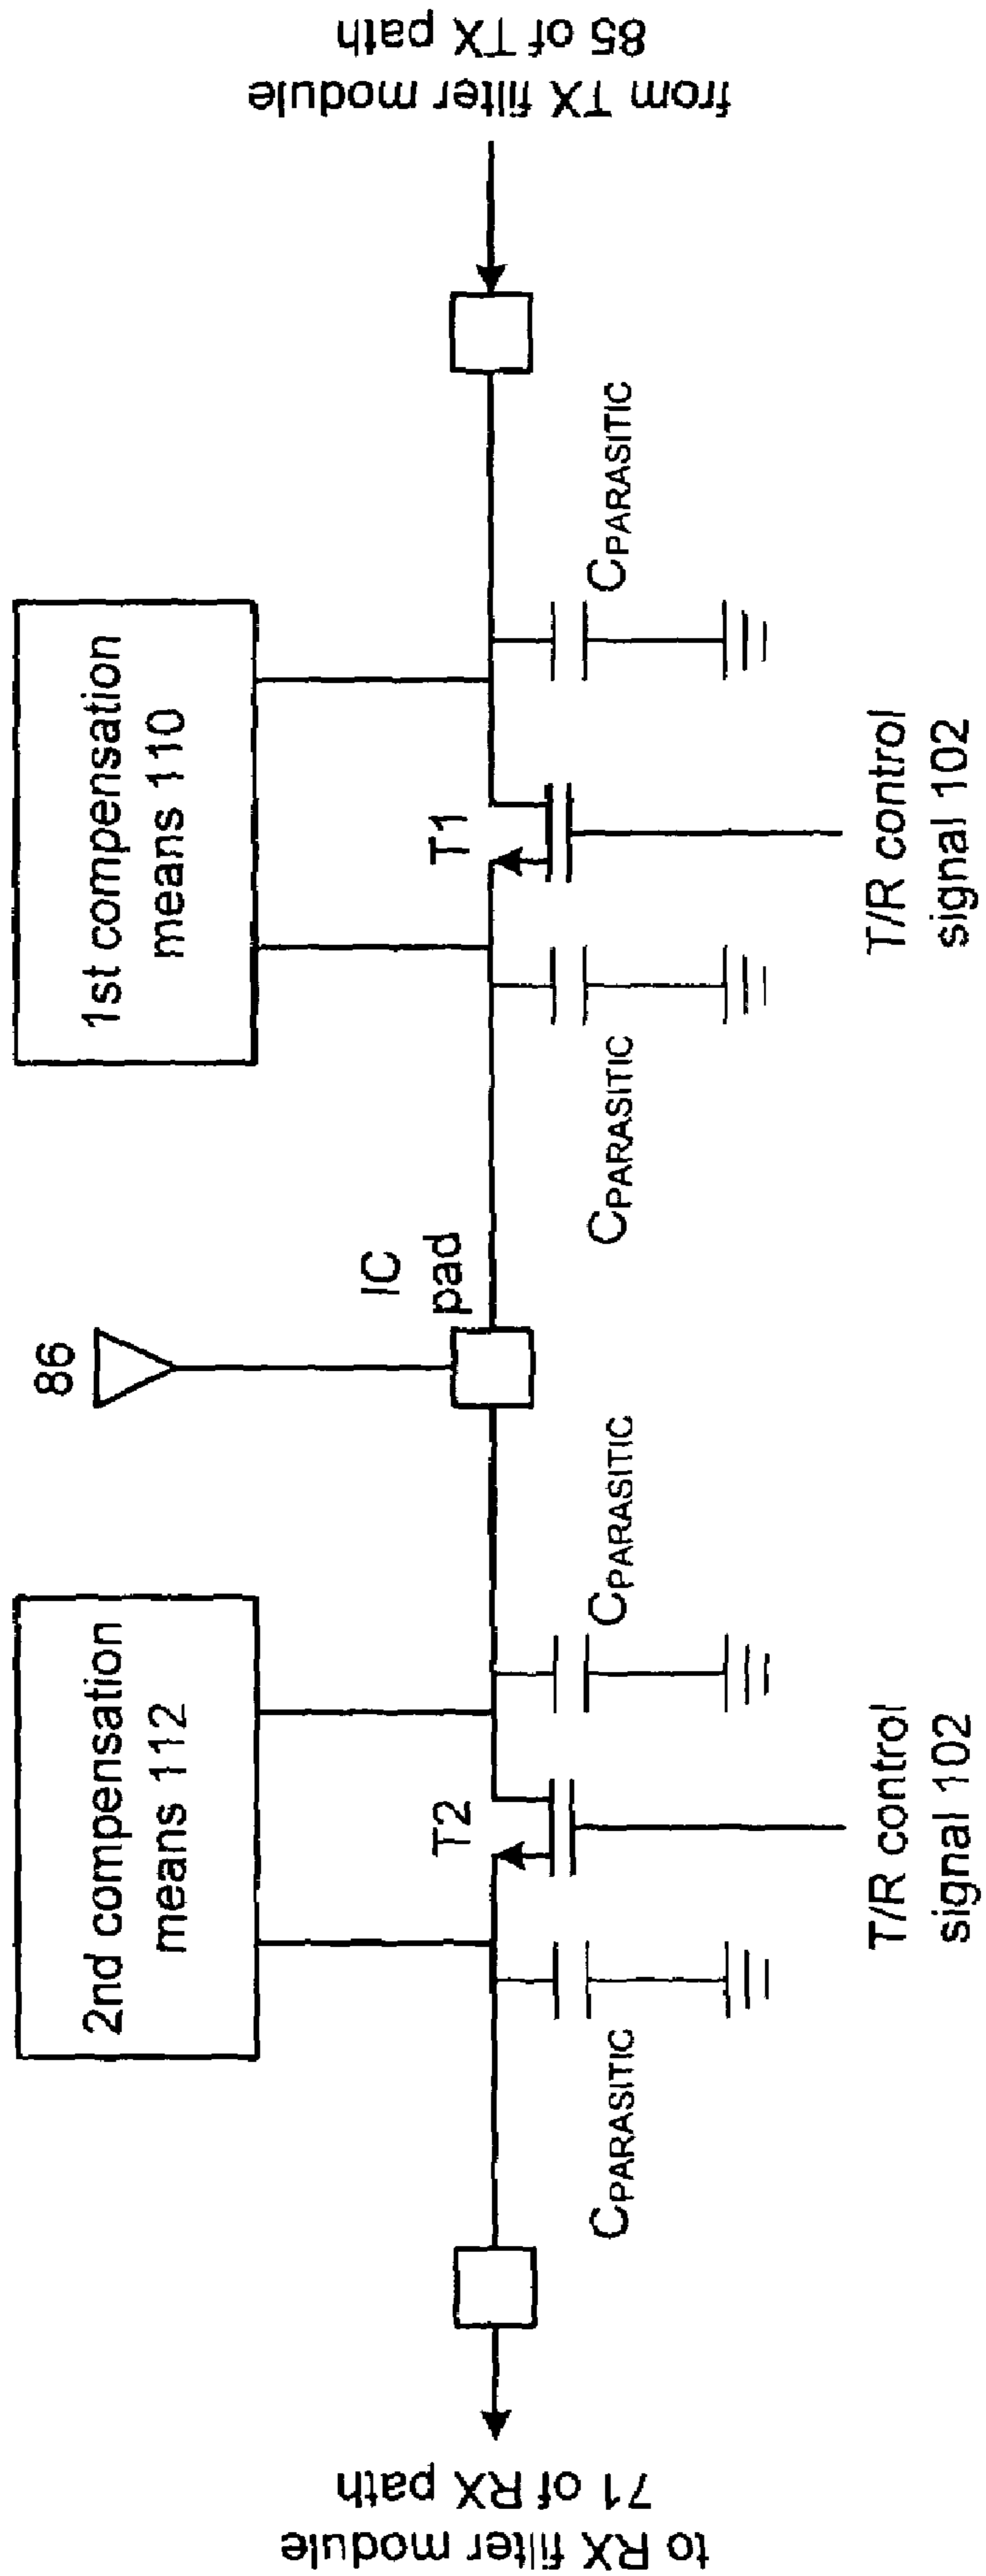 to RX filter module
71 of RX path
2nd compensation
means 112
T2
CPARASITIC
CPARASITIC
T/R control
signal 102
86
IC
pad
1st compensation
means 110
T1
CPARASITIC
CPARASITIC
T/R control
signal 102
from TX filter module
85 of TX path